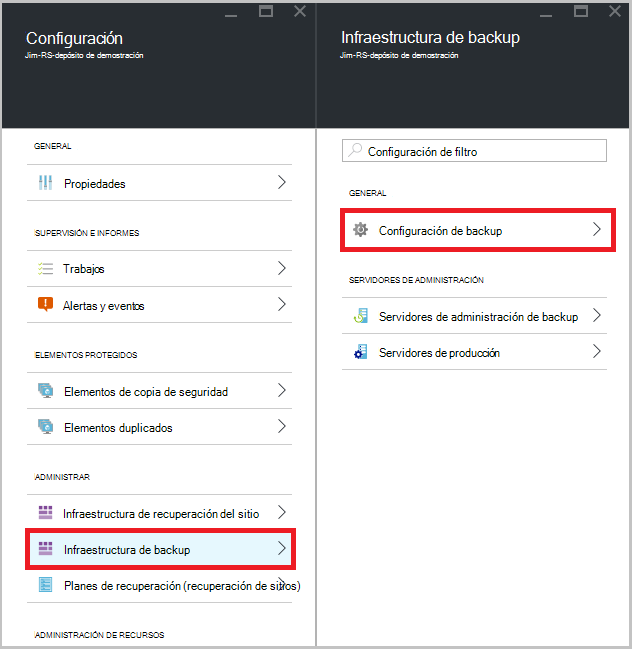 Configuración
Jim-RS-depósito de demostración
GENERAL
Propiedades
SUPERVISIÓN E INFORMES
Trabajos
Alertas y eventos
ELEMENTOS PROTEGIDOS
Elementos de copia de seguridad
Elementos duplicados
ADMINISTRAR
Infraestructura de recuperación del sitio
Infraestructura de backup
Planes de recuperación (recuperación de sitios)
ADMINISTRACIÓN DE RECURSOS
Infraestructura de backup
Jim-RS-depósito de demostración
Configuración de filtro
GENERAL
Configuración de backup
SERVIDORES DE ADMINISTRACIÓN
Servidores de administración de backup
Servidores de producción